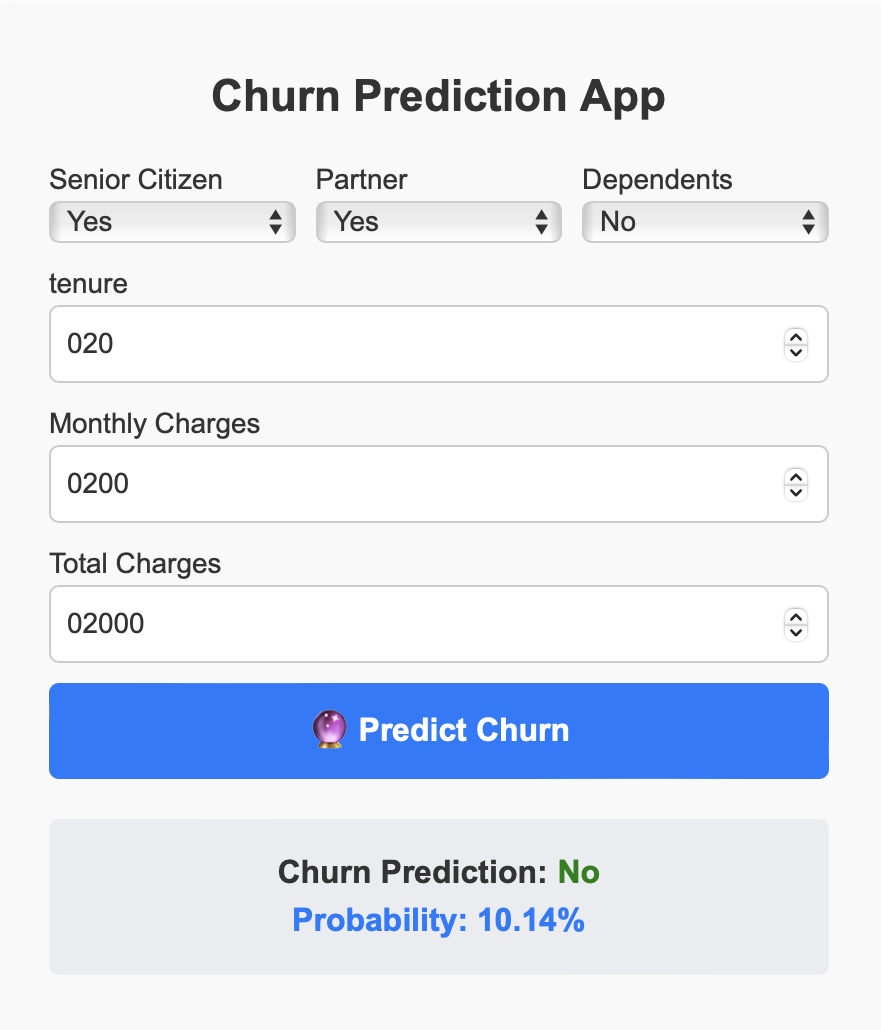 Churn Prediction App
Senior Citizen Partner Dependents
Yes Yes No
tenure
020
Monthly Charges
0200
Total Charges
02000
🔮 Predict Churn
Churn Prediction: No
Probability: 10.14%